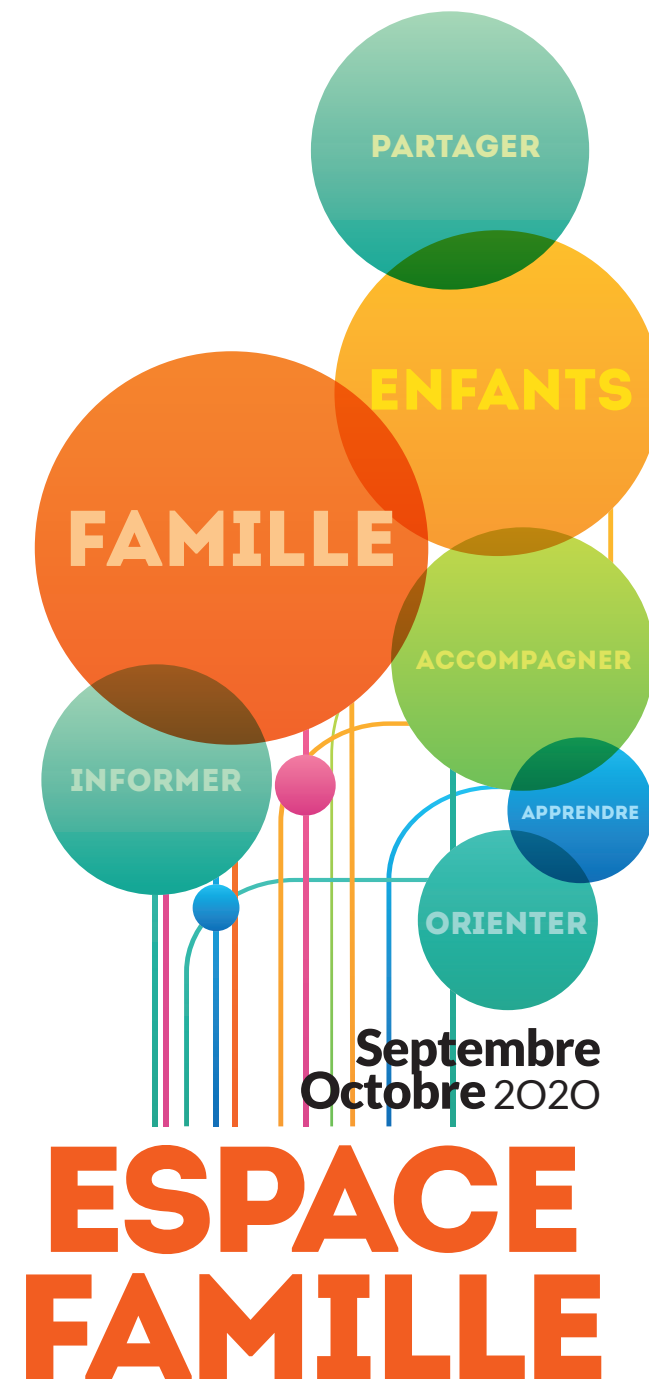 PARTAGER
ENFANTS
FAMILLE
ACCOMPAGNER
INFORMER
APPRENDRE
ORIENTER
Septembre
Octobre 2020
ESPACE
FAMILLE